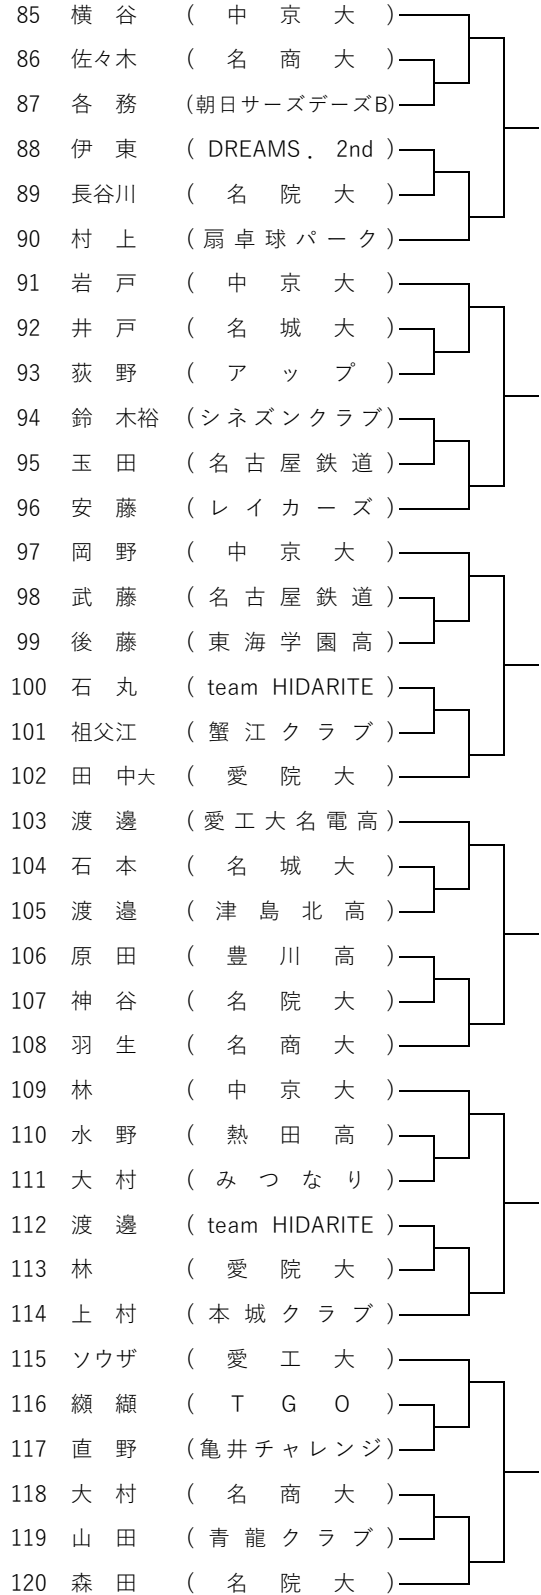 85 横谷 (中京大)
86 佐々木 (名商大)
87 各務 (朝日サーズデーズB)
88 伊東 (DREAMS．2nd)
89 長谷川 (名院大)
90 村上 (扇卓球パーク)
91 岩戸 (中京大)
92 井戸 (名城大)
93 荻野 (アップ)
94 鈴木裕 (シネズンクラブ)
95 玉田 (名古屋鉄道)
96 安藤 (レイカーズ)
97 岡野 (中京大)
98 武藤 (名古屋鉄道)
99 後藤 (東海学園高)
100 石丸 (team HIDARITE)
101 祖父江 (蟹江クラブ)
102 田中大 (愛院大)
103 渡邊 (愛工大名電高)
104 石本 (名城大)
105 渡邉 (津島北高)
106 原田 (豊川高)
107 神谷 (名院大)
108 羽生 (名商大)
109 林 (中京大)
110 水野 (熱田高)
111 大村 (みつなり)
112 渡邊 (team HIDARITE)
113 林 (愛院大)
114 上村 (本城クラブ)
115 ソウザ (愛工大)
116 纐纈 (TGO)
117 直野 (亀井チャレンジ)
118 大村 (名商大)
119 山田 (青龍クラブ)
120 森田 (名院大)